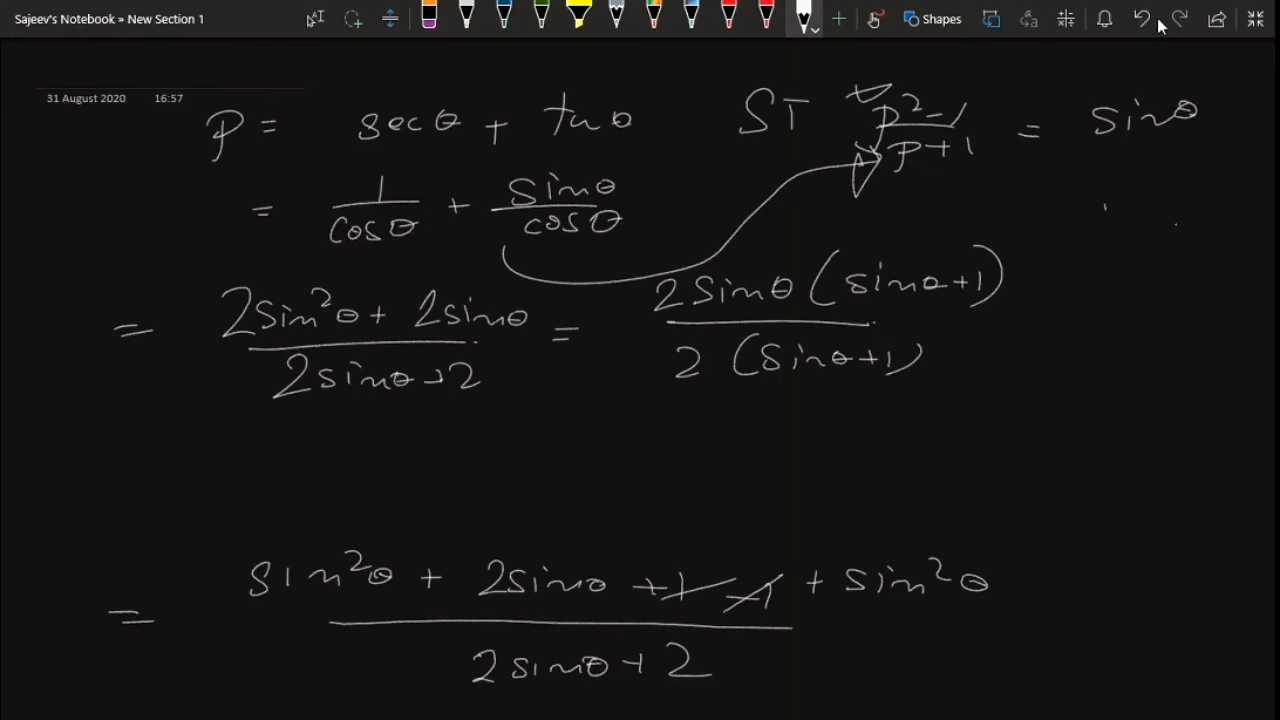 Sajeev's Notebook » New Section 1
Shapes
31 August 2020 16:57
P = secθ + tanθ ST P²-1/P+1 = sinθ
= 1/cosθ + sinθ/cosθ
= 2sin²θ + 2sinθ / 2sinθ+2 = 2sinθ(sinθ+1) / 2(sinθ+1)
= sin²θ + 2sinθ +1 -1 + sin²θ / 2sinθ+2